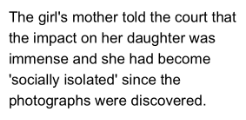 The girl's mother told the court that
the impact on her daughter was
immense and she had become
'socially isolated' since the
photographs were discovered.